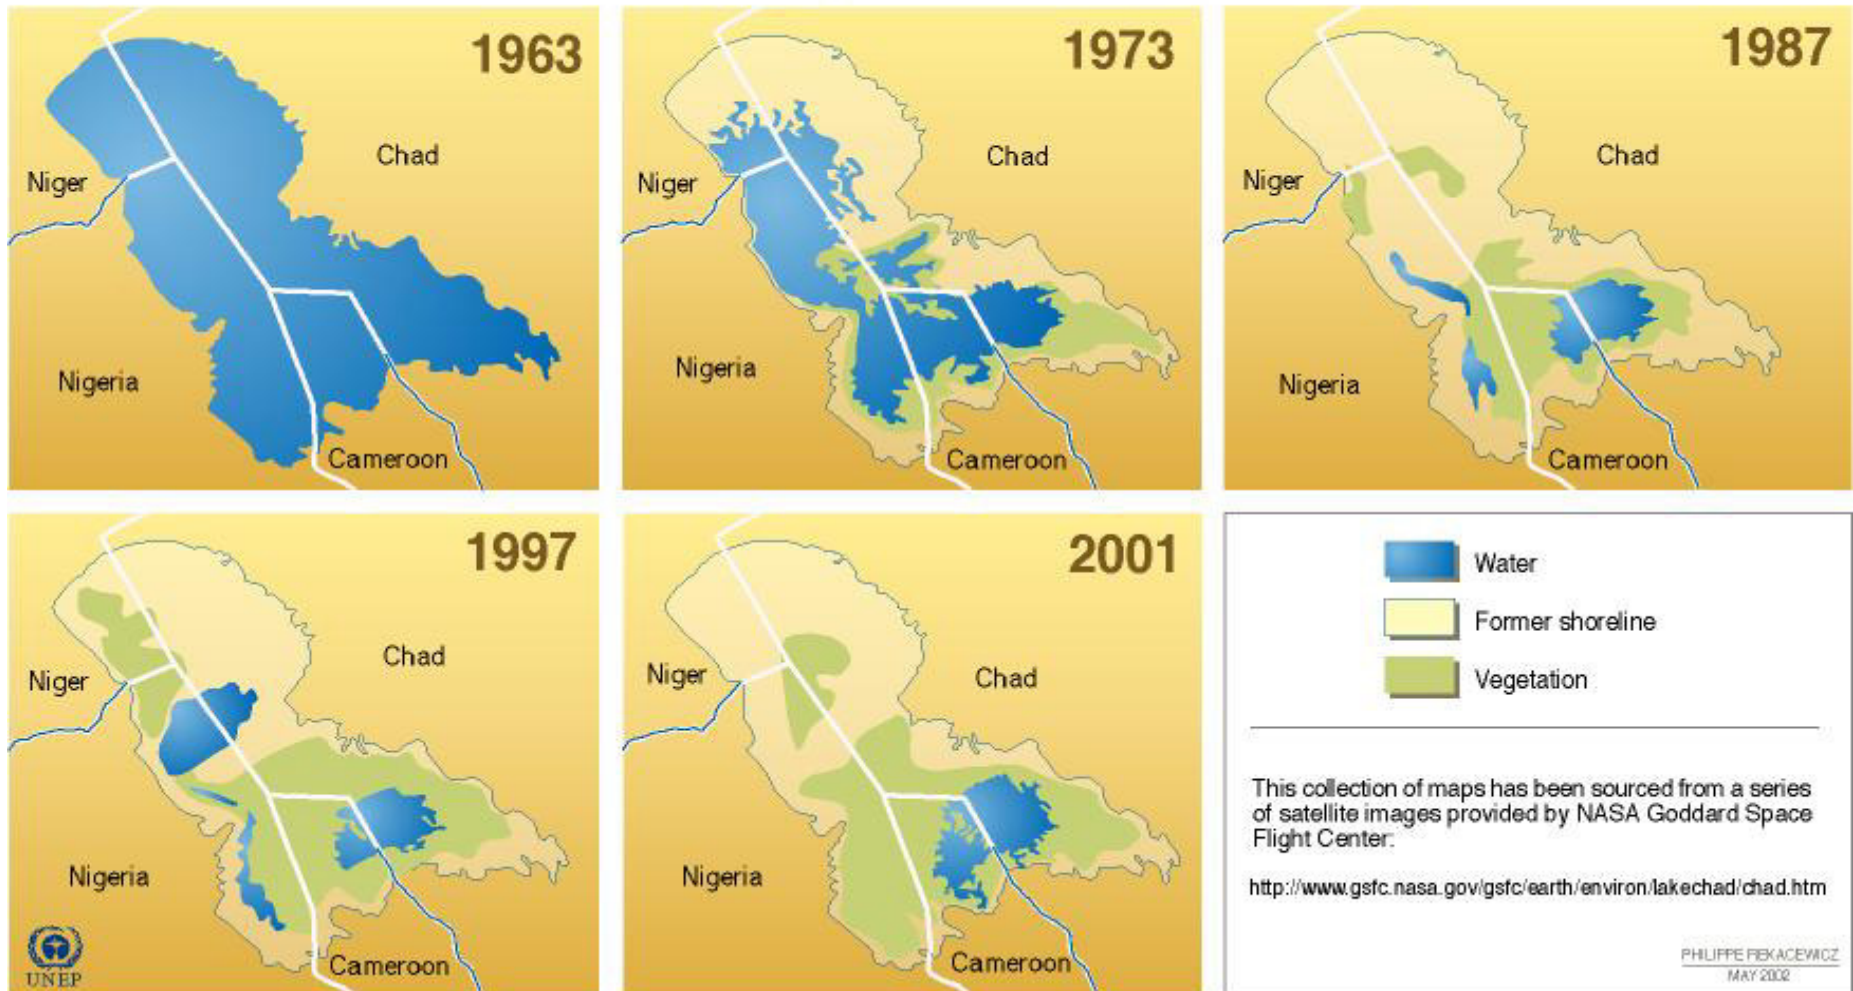 1963
Chad
Niger
Nigeria
Cameroon
1973
Chad
Niger
Nigeria
Cameroon
1987
Chad
Niger
Nigeria
Cameroon
1997
Chad
Niger
Nigeria
Cameroon
UNEP
2001
Chad
Niger
Nigeria
Cameroon
Water
Former shoreline
Vegetation
This collection of maps has been sourced from a series
of satellite images provided by NASA Goddard Space
Flight Center:
http://www.gsfc.nasa.gov/gsfc/earth/environ/lakechad/chad.htm
PHILIPPE REKACEWICZ
MAY 2002